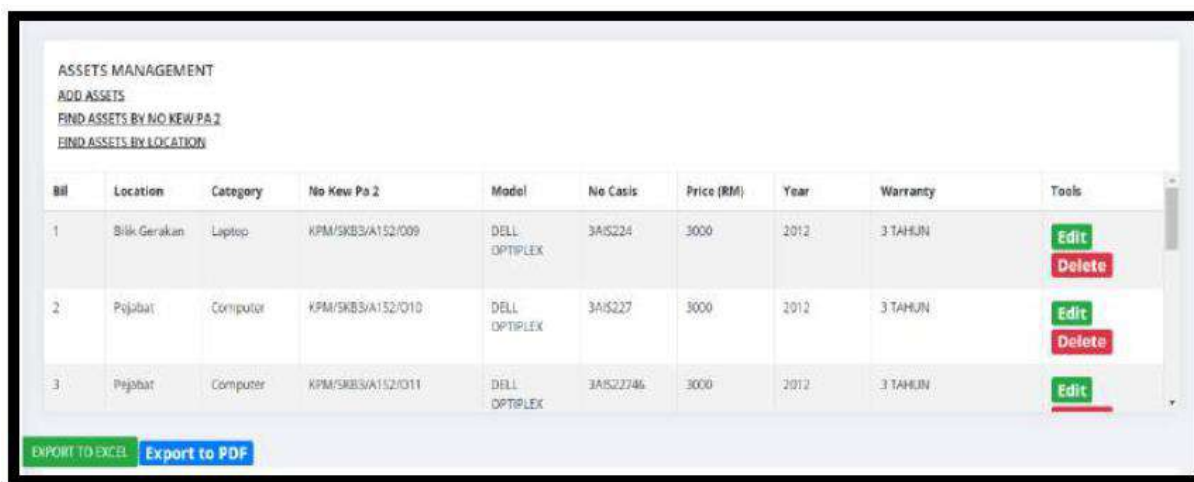 ASSETS MANAGEMENT
ADD ASSETS
FIND ASSETS BY NO KEW PA 2
FIND ASSETS BY LOCATION
Bil Location Category No Kew Pa 2 Model No Casis Price (RM) Year Warranty Tools
1 Bilik Gerakan Laptop KPM/SKB3/A152/009 DELL OPTIPLEX 3AIS224 3000 2012 3 TAHUN Edit Delete
2 Pejabat Computer KPM/SKB3/A152/O10 DELL OPTIPLEX 3AIS227 3000 2012 3 TAHUN Edit Delete
3 Pejabat Computer KPM/SKB3/A152/O11 DELL OPTIPLEX 3AIS22746 3000 2012 3 TAHUN Edit
EXPORT TO EXCEL Export to PDF